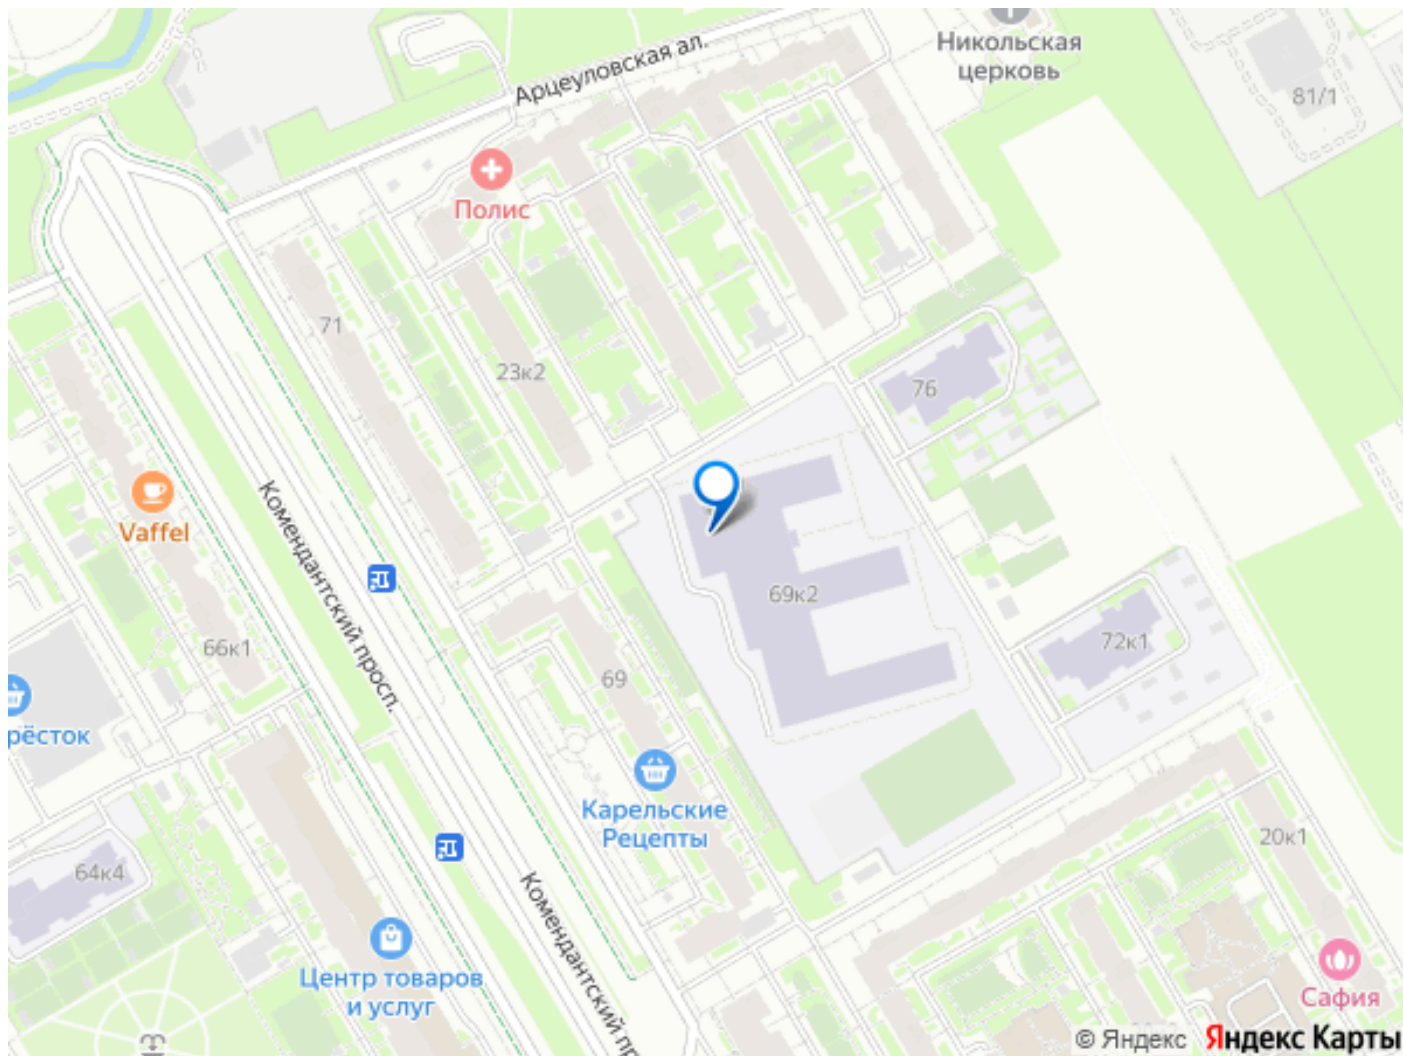 Никольская
церковь
Арцеуловская ал.
81/1
Полис
71
23к2
76
Vaffel
Комендантский просп.
69к2
66к1
72к1
69
рёсток
Карельские
Рецепты
20к1
64к4
Комендантский пр
Центр товаров
и услуг
Сафия
© Яндекс Яндекс Карты